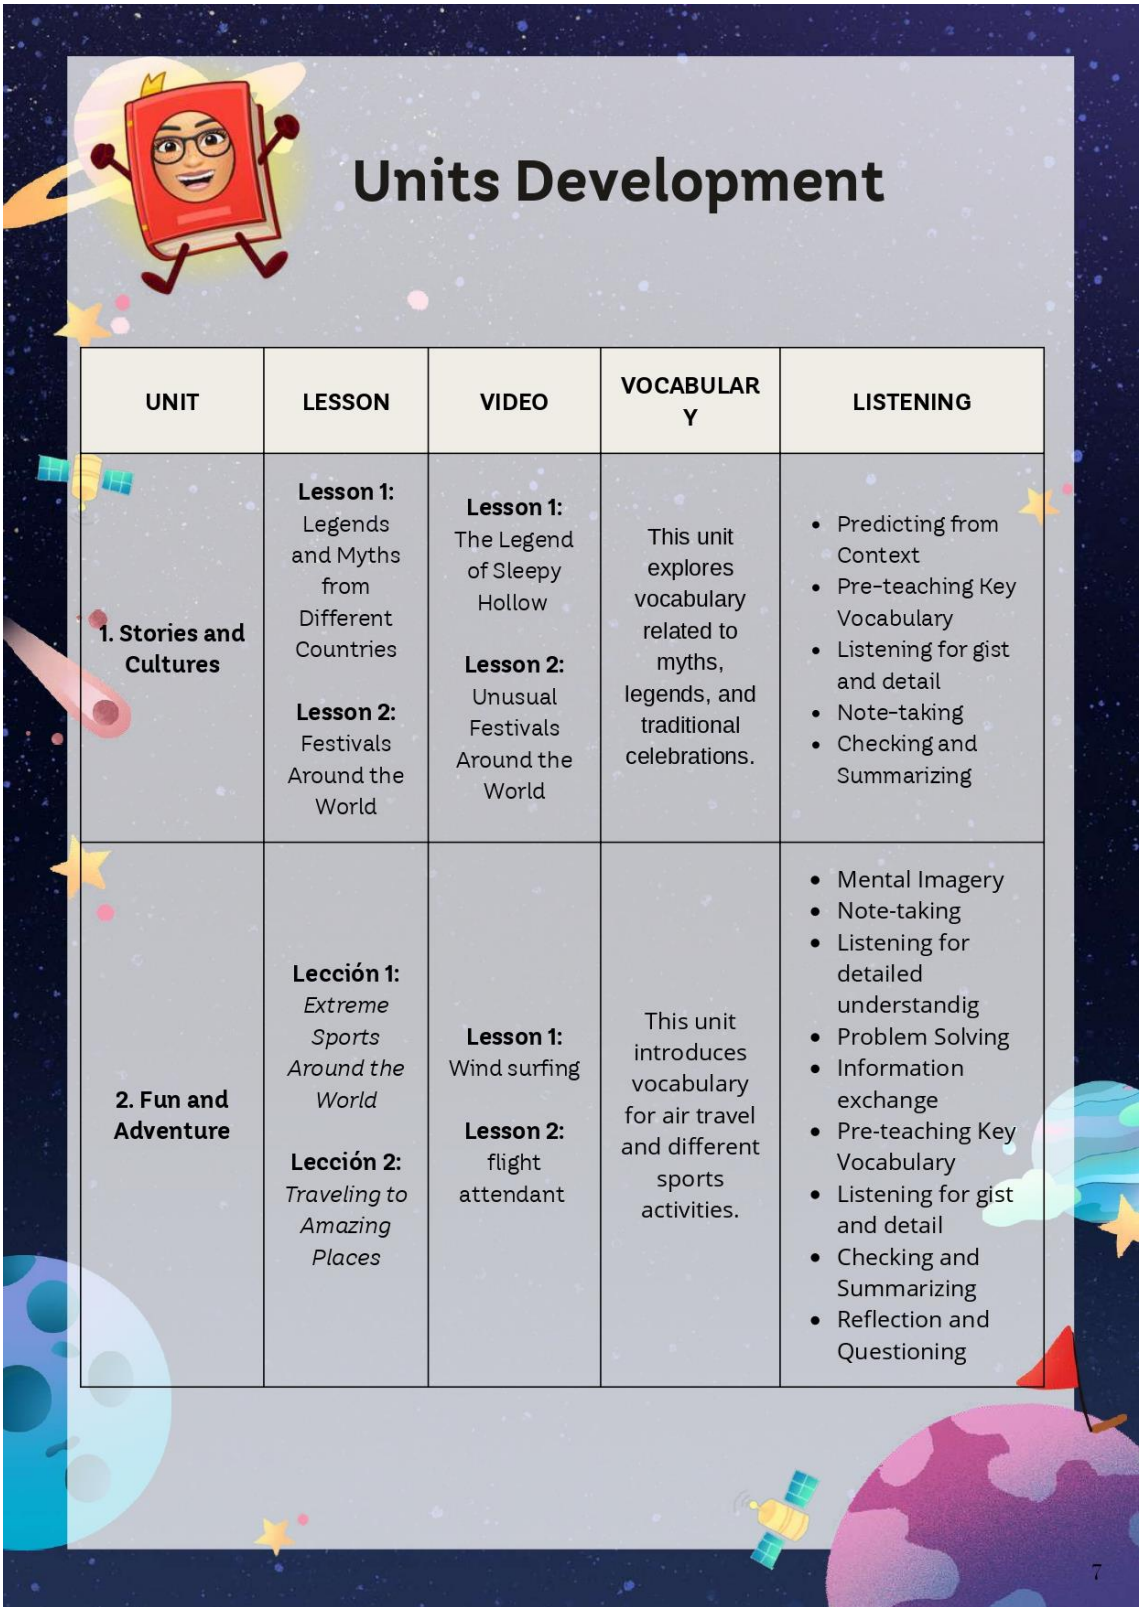 Units Development
UNIT
LESSON
VIDEO
VOCABULAR
Y
LISTENING
1. Stories and
Cultures
Lesson 1:
Legends
and Myths
from
Different
Countries
Lesson 2:
Festivals
Around the
World
Lesson 1:
The Legend
of Sleepy
Hollow
Lesson 2:
Unusual
Festivals
Around the
World
This unit
explores
vocabulary
related to
myths,
legends, and
traditional
celebrations.
• Predicting from
Context
• Pre-teaching Key
Vocabulary
• Listening for gist
and detail
• Note-taking
• Checking and
Summarizing
2. Fun and
Adventure
Lección 1:
Extreme
Sports
Around the
World
Lección 2:
Traveling to
Amazing
Places
Lesson 1:
Wind surfing
Lesson 2:
flight
attendant
This unit
introduces
vocabulary
for air travel
and different
sports
activities.
• Mental Imagery
• Note-taking
• Listening for
detailed
understandig
• Problem Solving
• Information
exchange
• Pre-teaching Key
Vocabulary
• Listening for gist
and detail
• Checking and
Summarizing
• Reflection and
Questioning
7